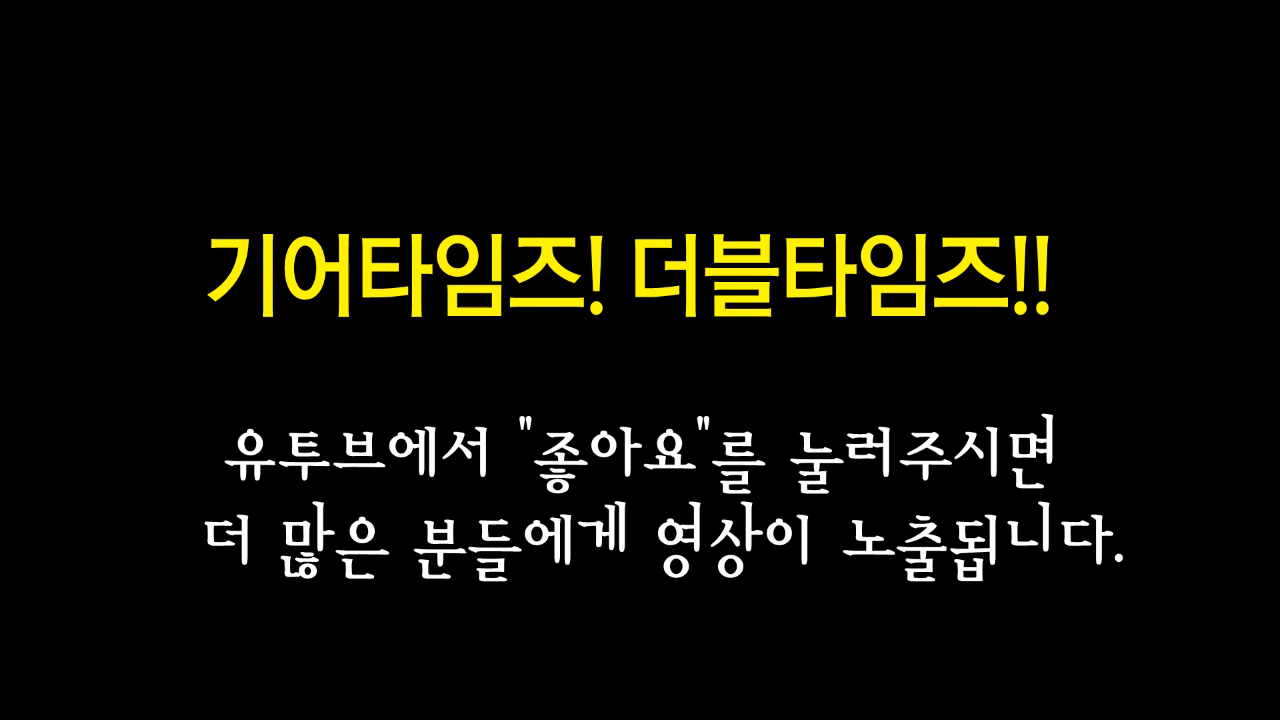 기어타임즈! 더블타임즈!!
유투브에서 "좋아요"를 눌러주시면
더 많은 분들에게 영상이 노출됩니다.